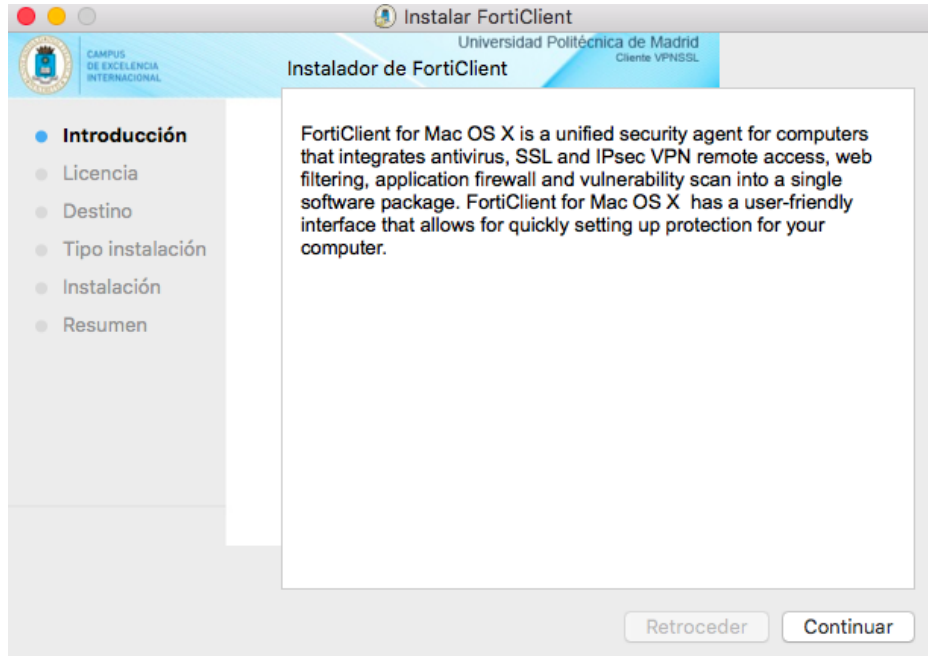 Instalar FortiClient
CAMPUS
DE EXCELENCIA
INTERNACIONAL
Universidad Politécnica de Madrid
Cliente VPNSSL
Instalador de FortiClient
Introducción
Licencia
Destino
Tipo instalación
Instalación
Resumen
FortiClient for Mac OS X is a unified security agent for computers
that integrates antivirus, SSL and IPsec VPN remote access, web
filtering, application firewall and vulnerability scan into a single
software package. FortiClient for Mac OS X  has a user-friendly
interface that allows for quickly setting up protection for your
computer.
Retroceder
Continuar